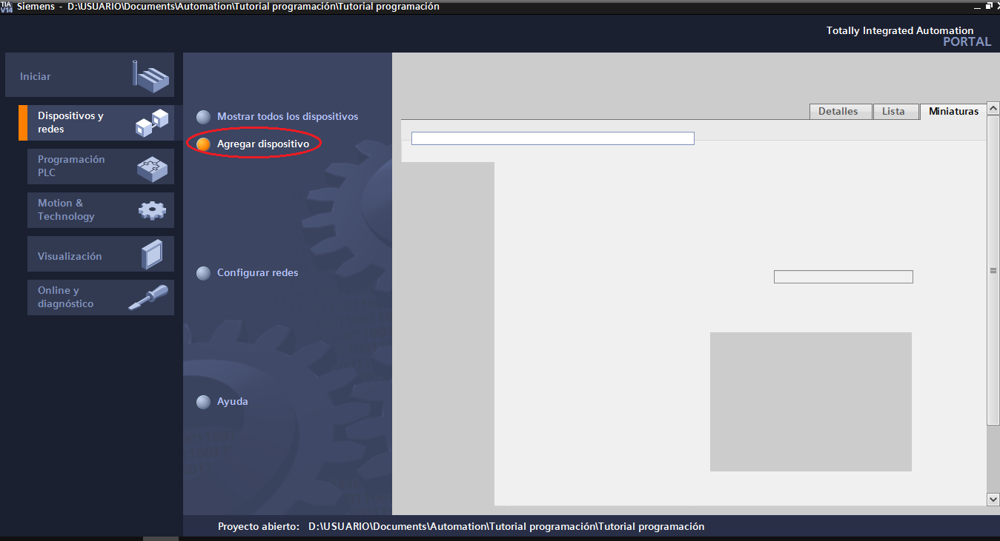 TIA
V14
Siemens - D:\USUARIO\Documents\Automation\Tutorial programación\Tutorial programación
Totally Integrated Automation
PORTAL
Iniciar
Dispositivos y
redes
Programación
PLC
Motion &
Technology
Visualización
Online y
diagnóstico
Mostrar todos los dispositivos
Agregar dispositivo
Configurar redes
Ayuda
Detalles
Lista
Miniaturas
Proyecto abierto: D:\USUARIO\Documents\Automation\Tutorial programación\Tutorial programación